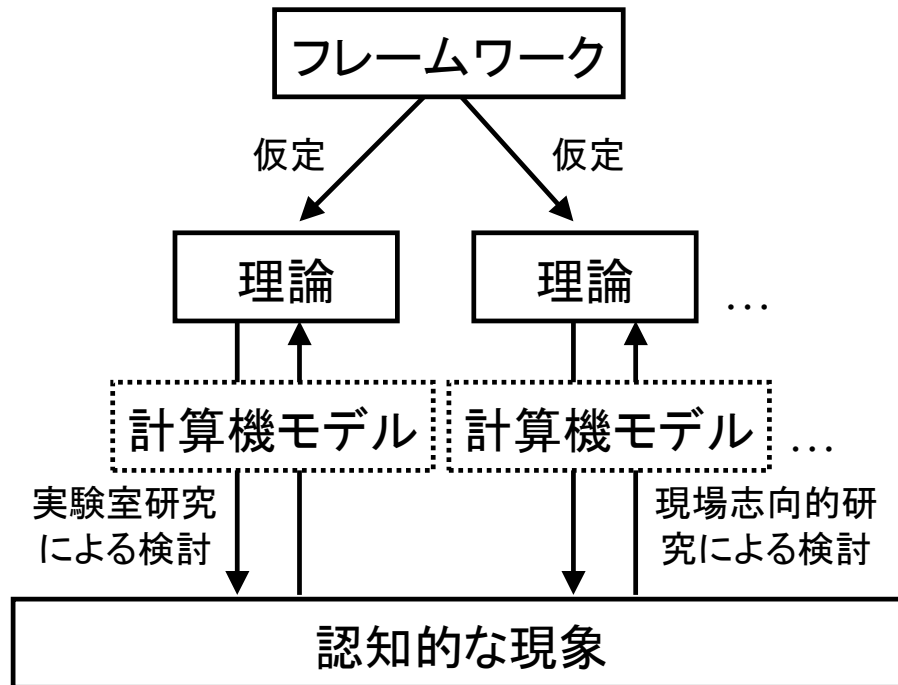 フレームワーク
仮定
仮定
理論
理論
…
計算機モデル
計算機モデル
…
実験室研究
による検討
現場志向的研
究による検討
認知的な現象